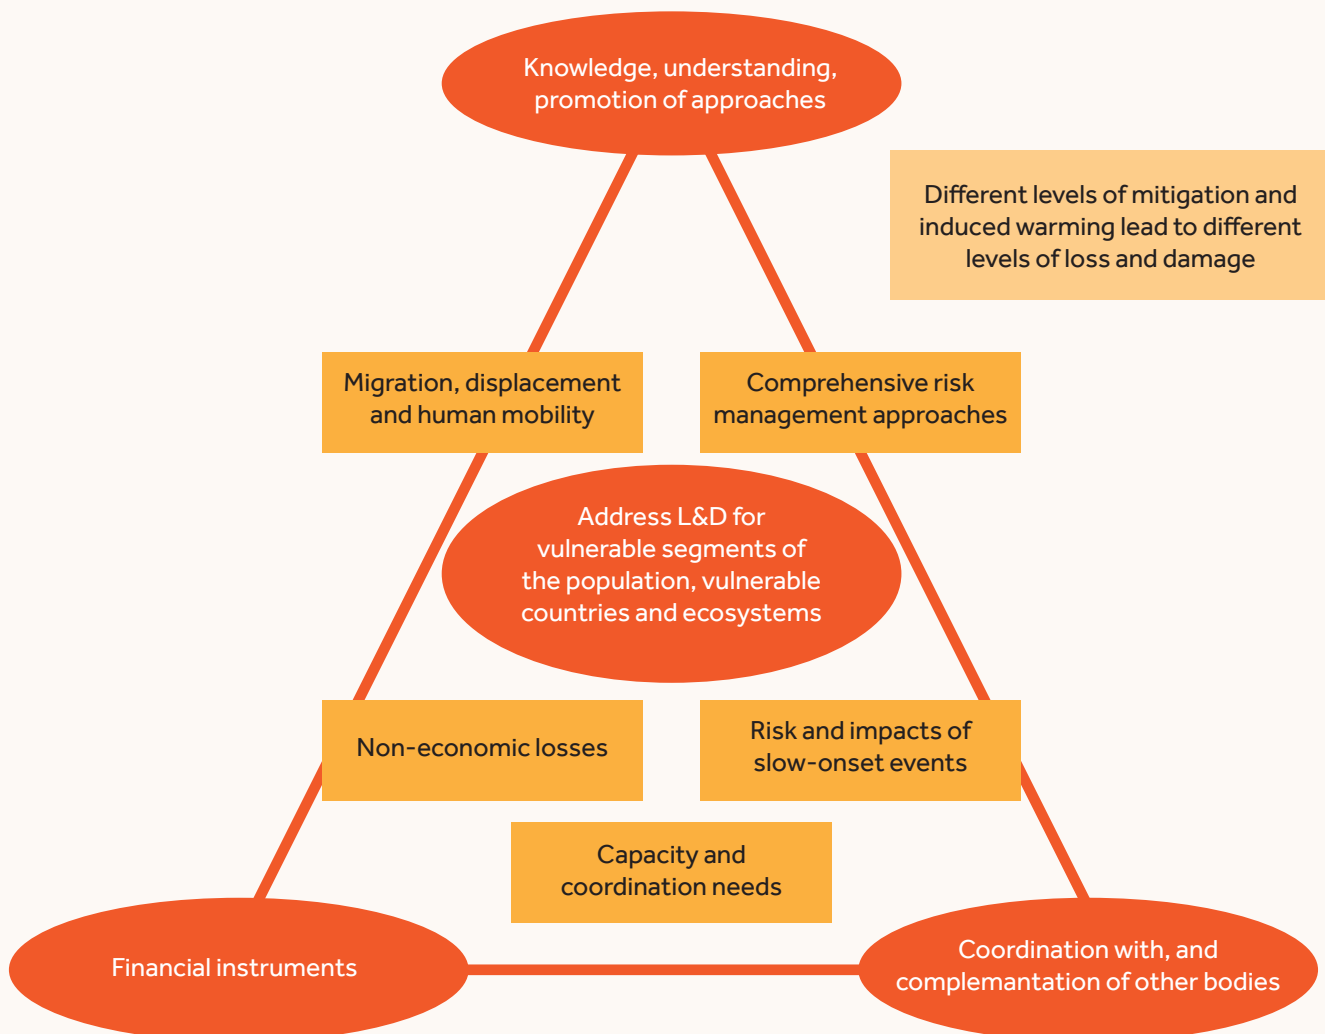 Knowledge, understanding,
promotion of approaches
Different levels of mitigation and
induced warming lead to different
levels of loss and damage
Migration, displacement
and human mobility
Comprehensive risk
management approaches
Address L&D for
vulnerable segments of
the population, vulnerable
countries and ecosystems
Non-economic losses
Risk and impacts of
slow-onset events
Capacity and
coordination needs
Financial instruments
Coordination with, and
complemantation of other bodies